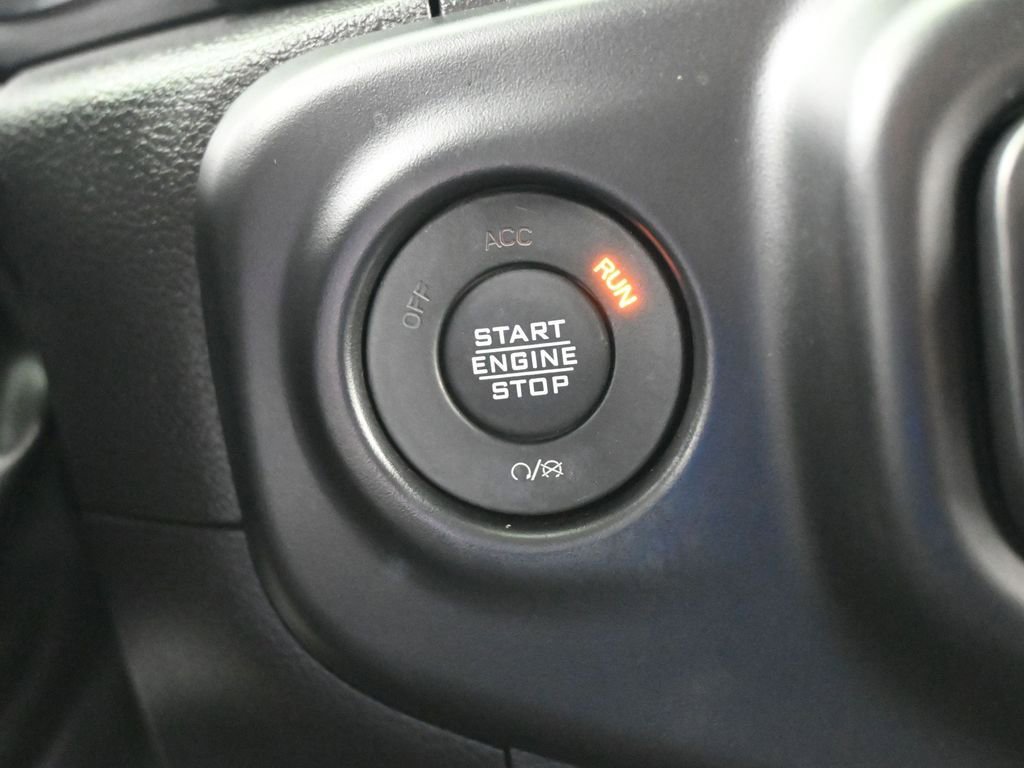 ACC
OFF
RUN
START
ENGINE
STOP